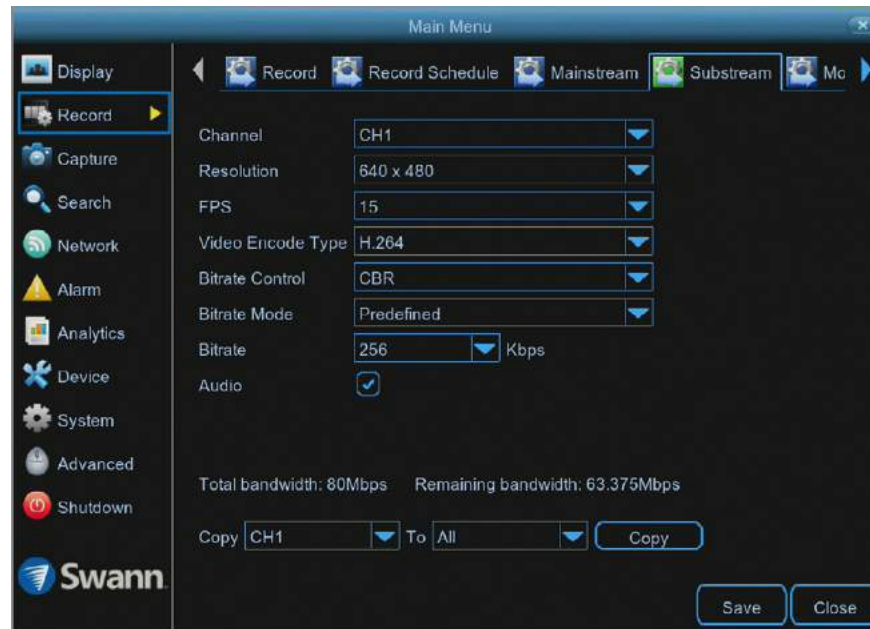 Main Menu
Display
Record
Capture
Search
Network
Alarm
Analytics
Device
System
Advanced
Shutdown
Swann
Record Record Schedule Mainstream Substream Mo
Channel CH1
Resolution 640 x 480
FPS 15
Video Encode Type H.264
Bitrate Control CBR
Bitrate Mode Predefined
Bitrate 256 Kbps
Audio
Total bandwidth: 80Mbps Remaining bandwidth: 63.375Mbps
Copy CH1 To All Copy
Save Close